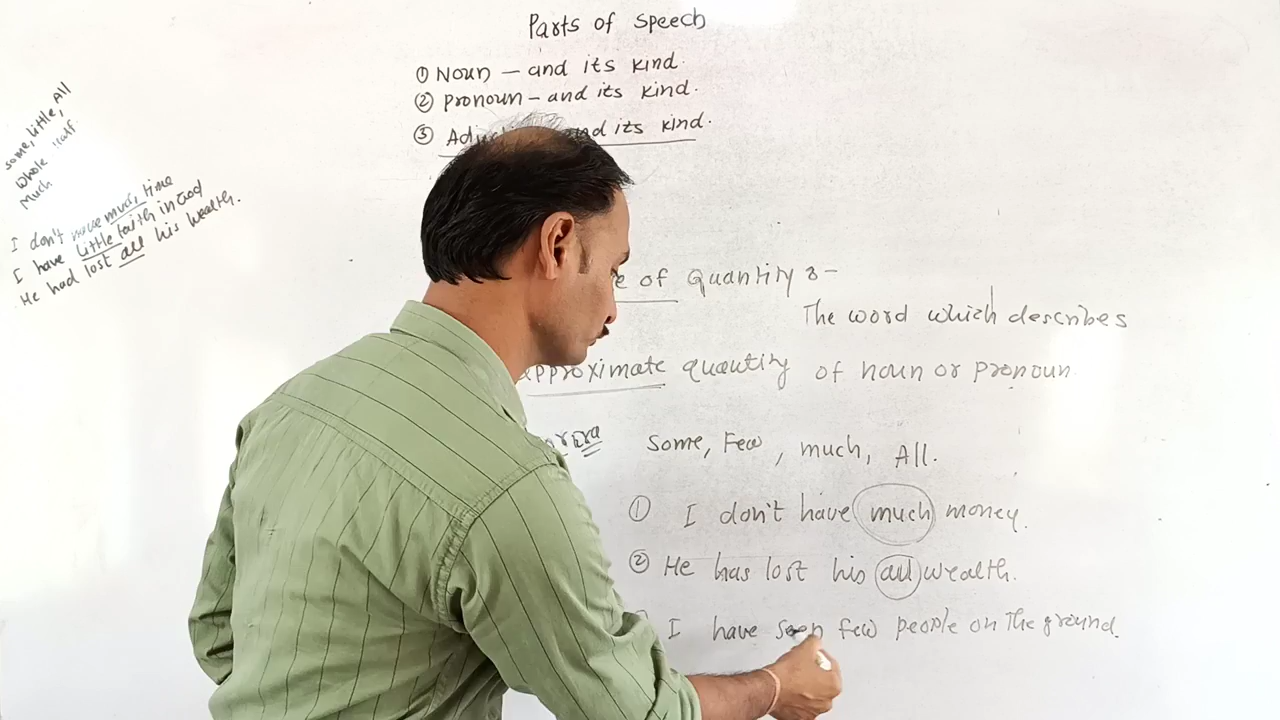 Parts of Speech
① Noun — and its kind.
② Pronoun – and its kind.
③ and its kind.
some, little, All
Whole Half.
Much
I don't have much time
I have little faith in God
He had lost all his wealth.
of Quantity :-
The word which describes
approximate quantity of noun or pronoun.
Some, Few, much, All.
① I don't have much money.
② He has lost his all wealth.
I have seen few people on the ground.